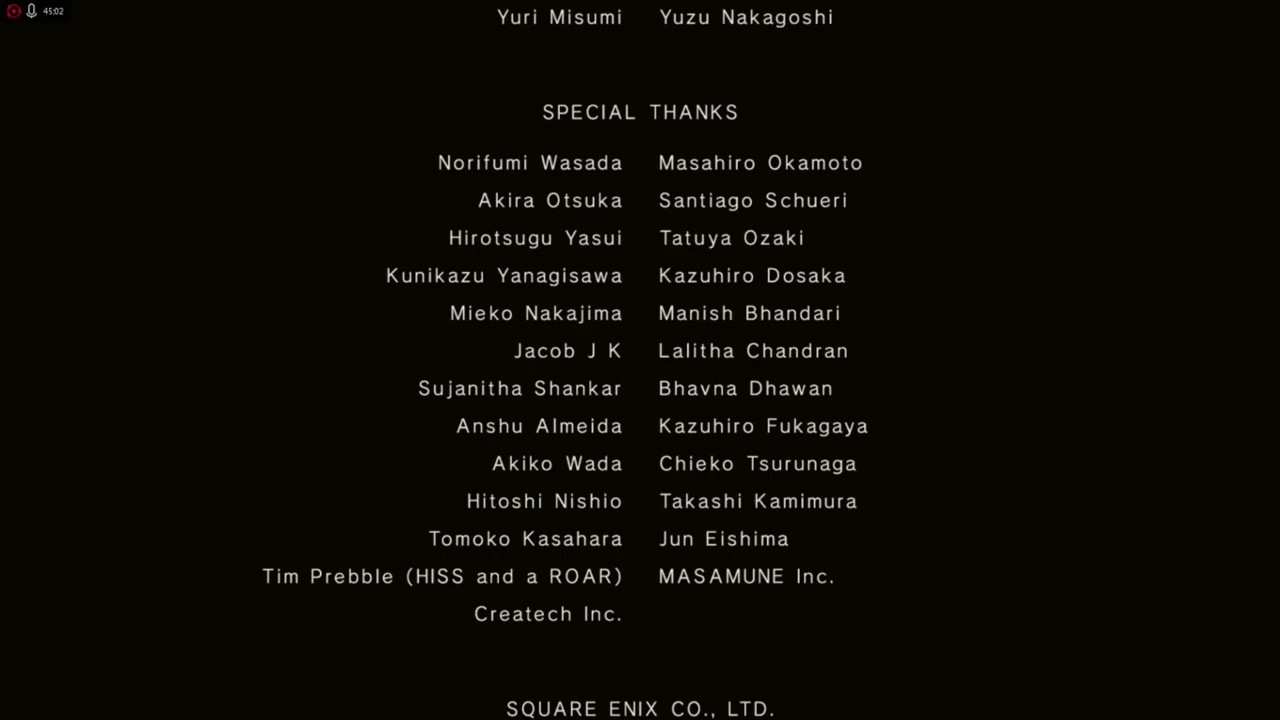 45:02
Yuri Misumi Yuzu Nakagoshi
SPECIAL THANKS
Norifumi Wasada Masahiro Okamoto
Akira Otsuka Santiago Schueri
Hirotsugu Yasui Tatuya Ozaki
Kunikazu Yanagisawa Kazuhiro Dosaka
Mieko Nakajima Manish Bhandari
Jacob J K Lalitha Chandran
Sujanitha Shankar Bhavna Dhawan
Anshu Almeida Kazuhiro Fukagaya
Akiko Wada Chieko Tsurunaga
Hitoshi Nishio Takashi Kamimura
Tomoko Kasahara Jun Eishima
Tim Prebble (HISS and a ROAR) MASAMUNE Inc.
Createch Inc.
SQUARE ENIX CO., LTD.